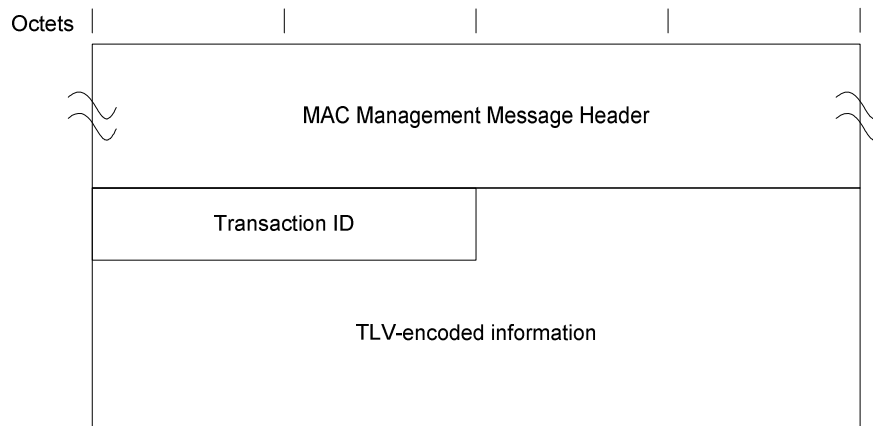 Octets
MAC Management Message Header
Transaction ID
TLV-encoded information